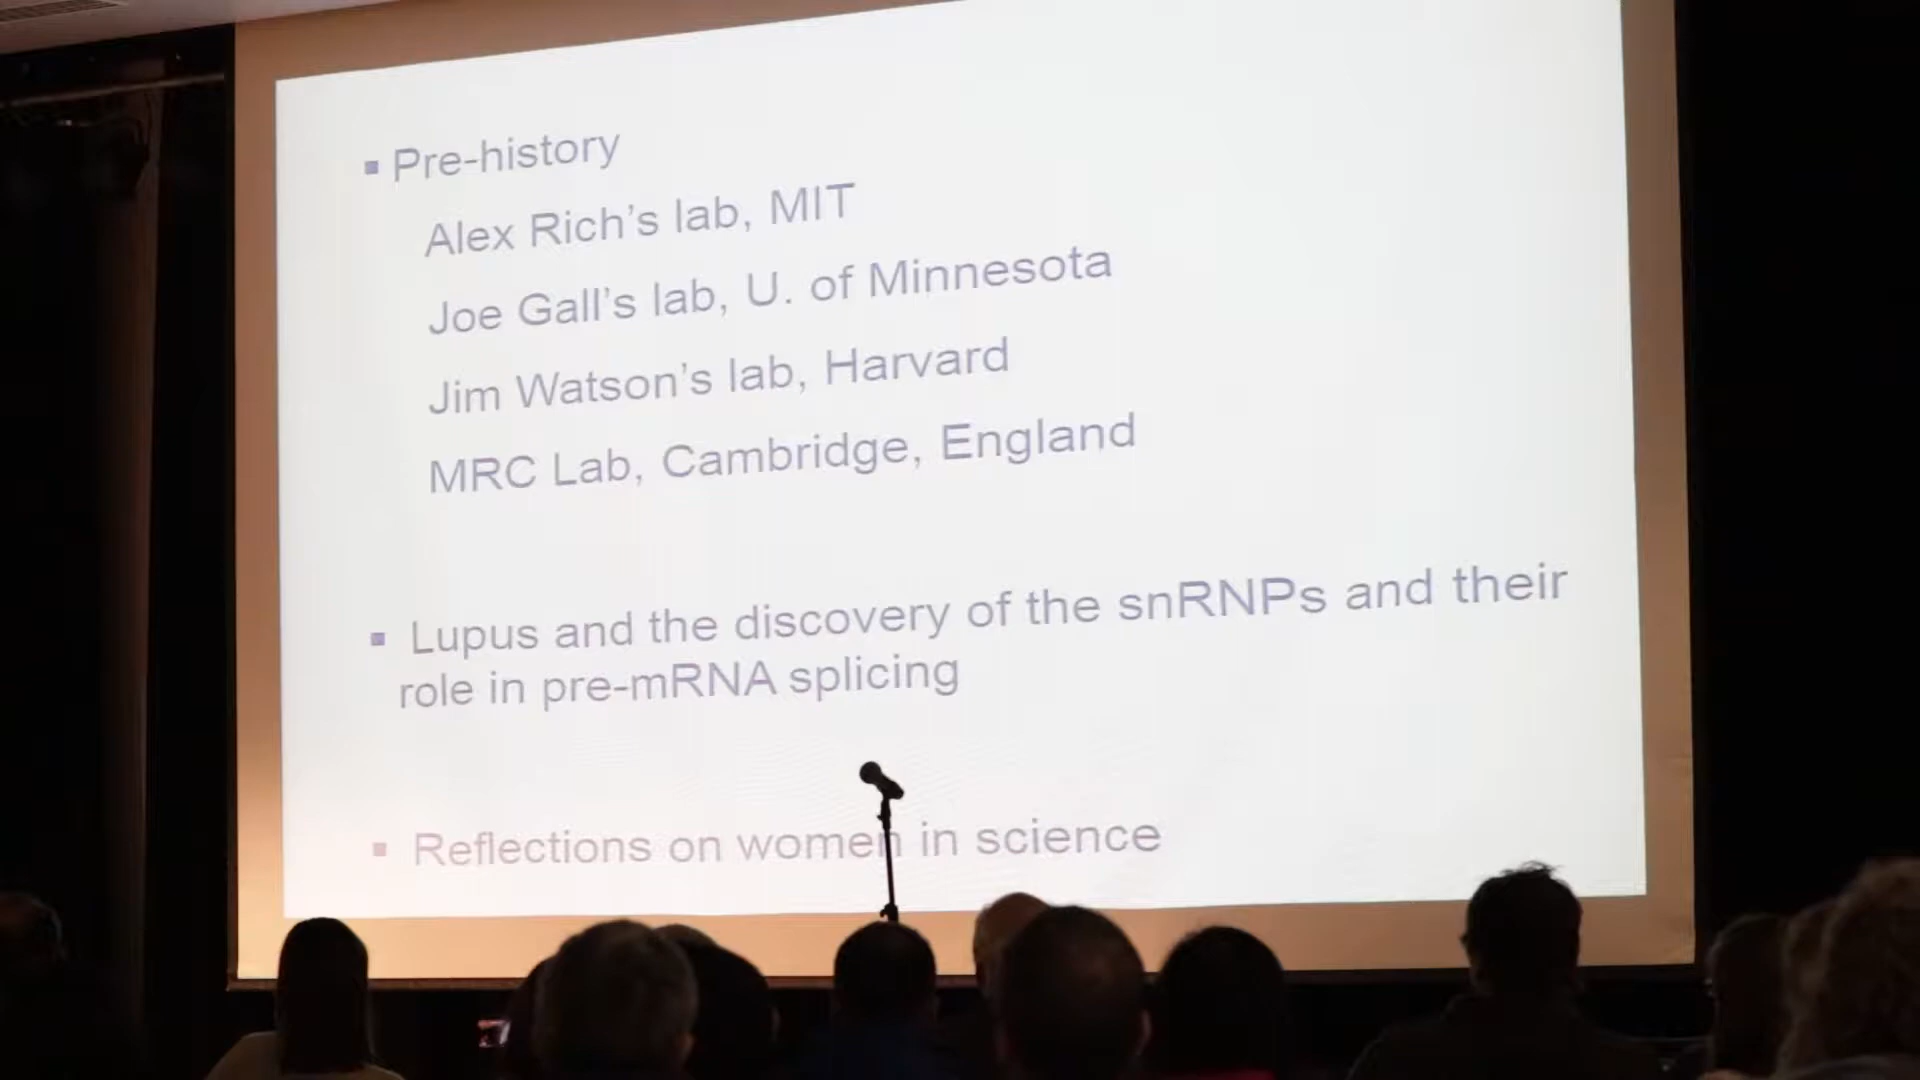 ▪ Pre-history
Alex Rich's lab, MIT
Joe Gall's lab, U. of Minnesota
Jim Watson's lab, Harvard
MRC Lab, Cambridge, England
▪ Lupus and the discovery of the snRNPs and their
role in pre-mRNA splicing
▪ Reflections on women in science